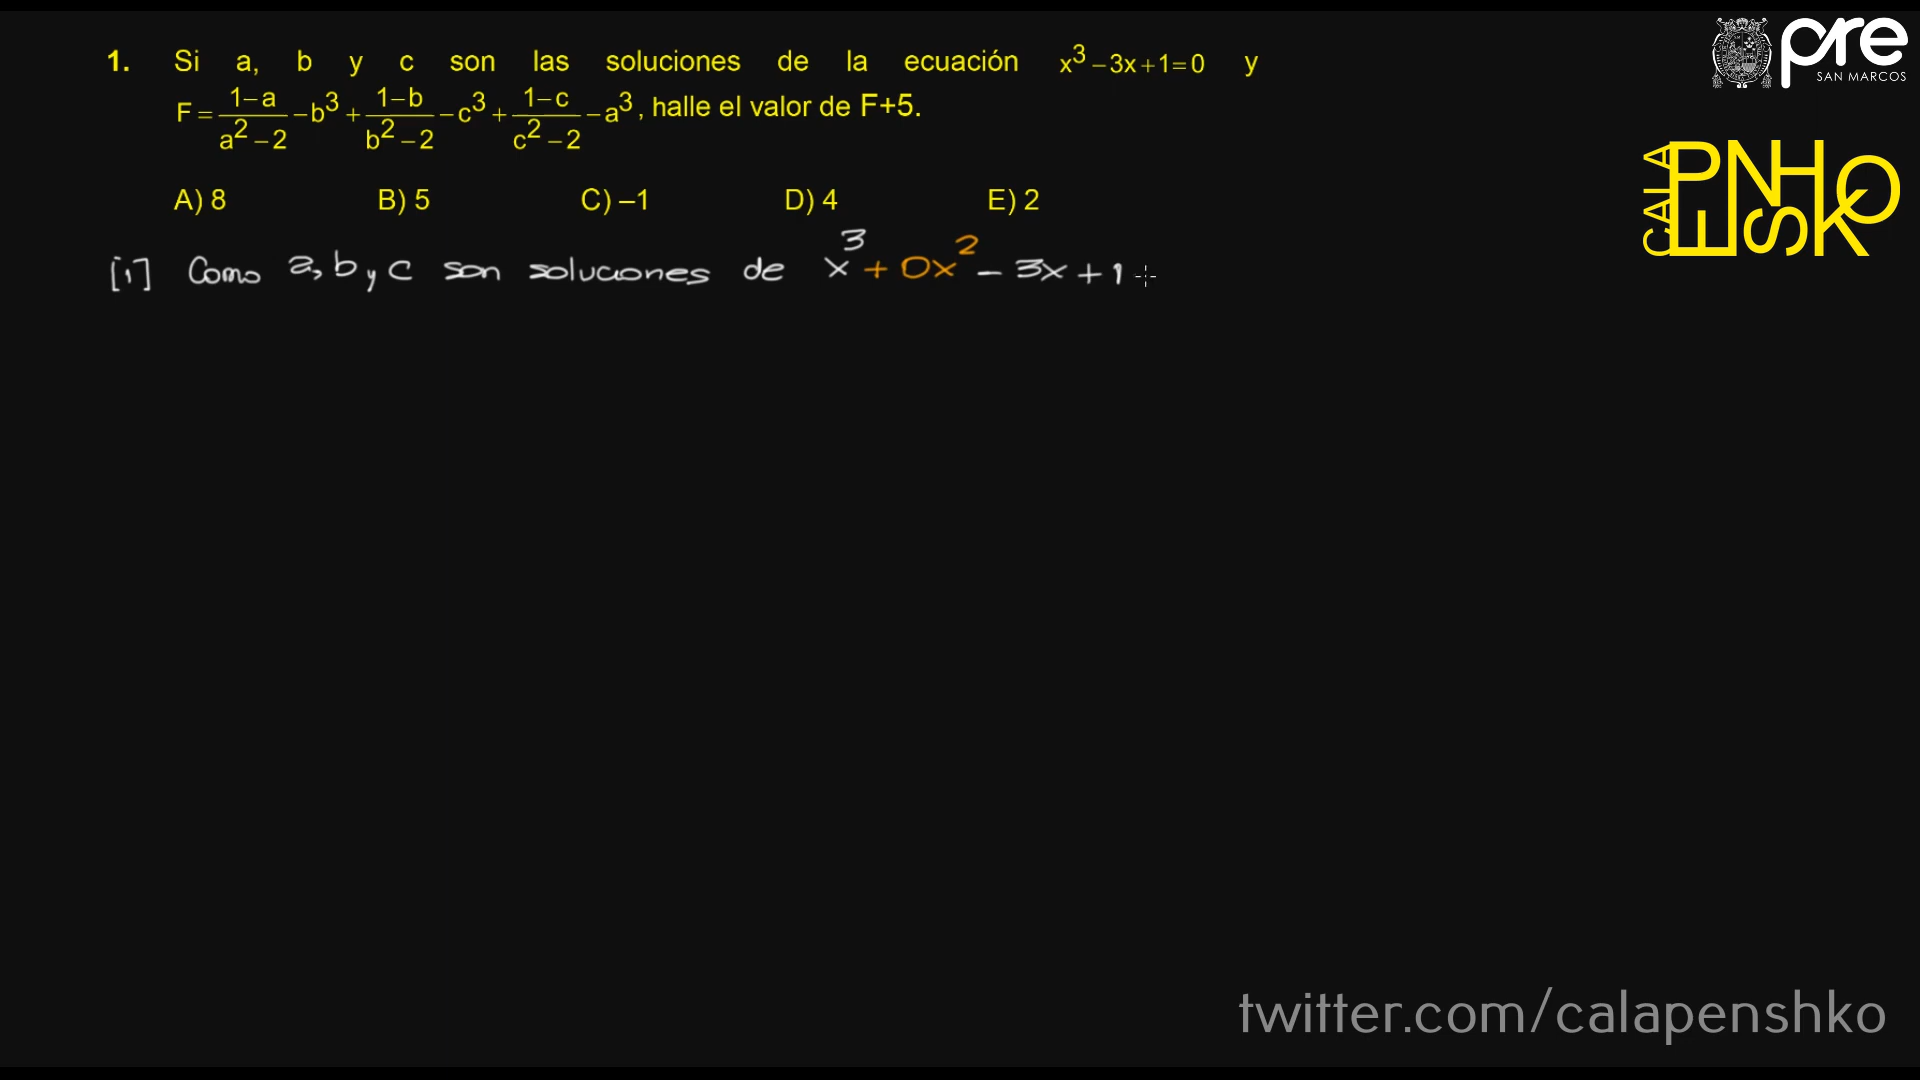 1. Si a, b y c son las soluciones de la ecuación x³ – 3x + 1 = 0 y
F = (1–a)/(a² – 2) – b³ + (1–b)/(b² – 2) – c³ + (1–c)/(c² – 2) – a³, halle el valor de F+5.
A) 8 B) 5 C) –1 D) 4 E) 2
[1] Como a, b y c son soluciones de x³ + 0x² – 3x + 1
pre
SAN MARCOS
CALA
PENSHKO
twitter.com/calapenshko